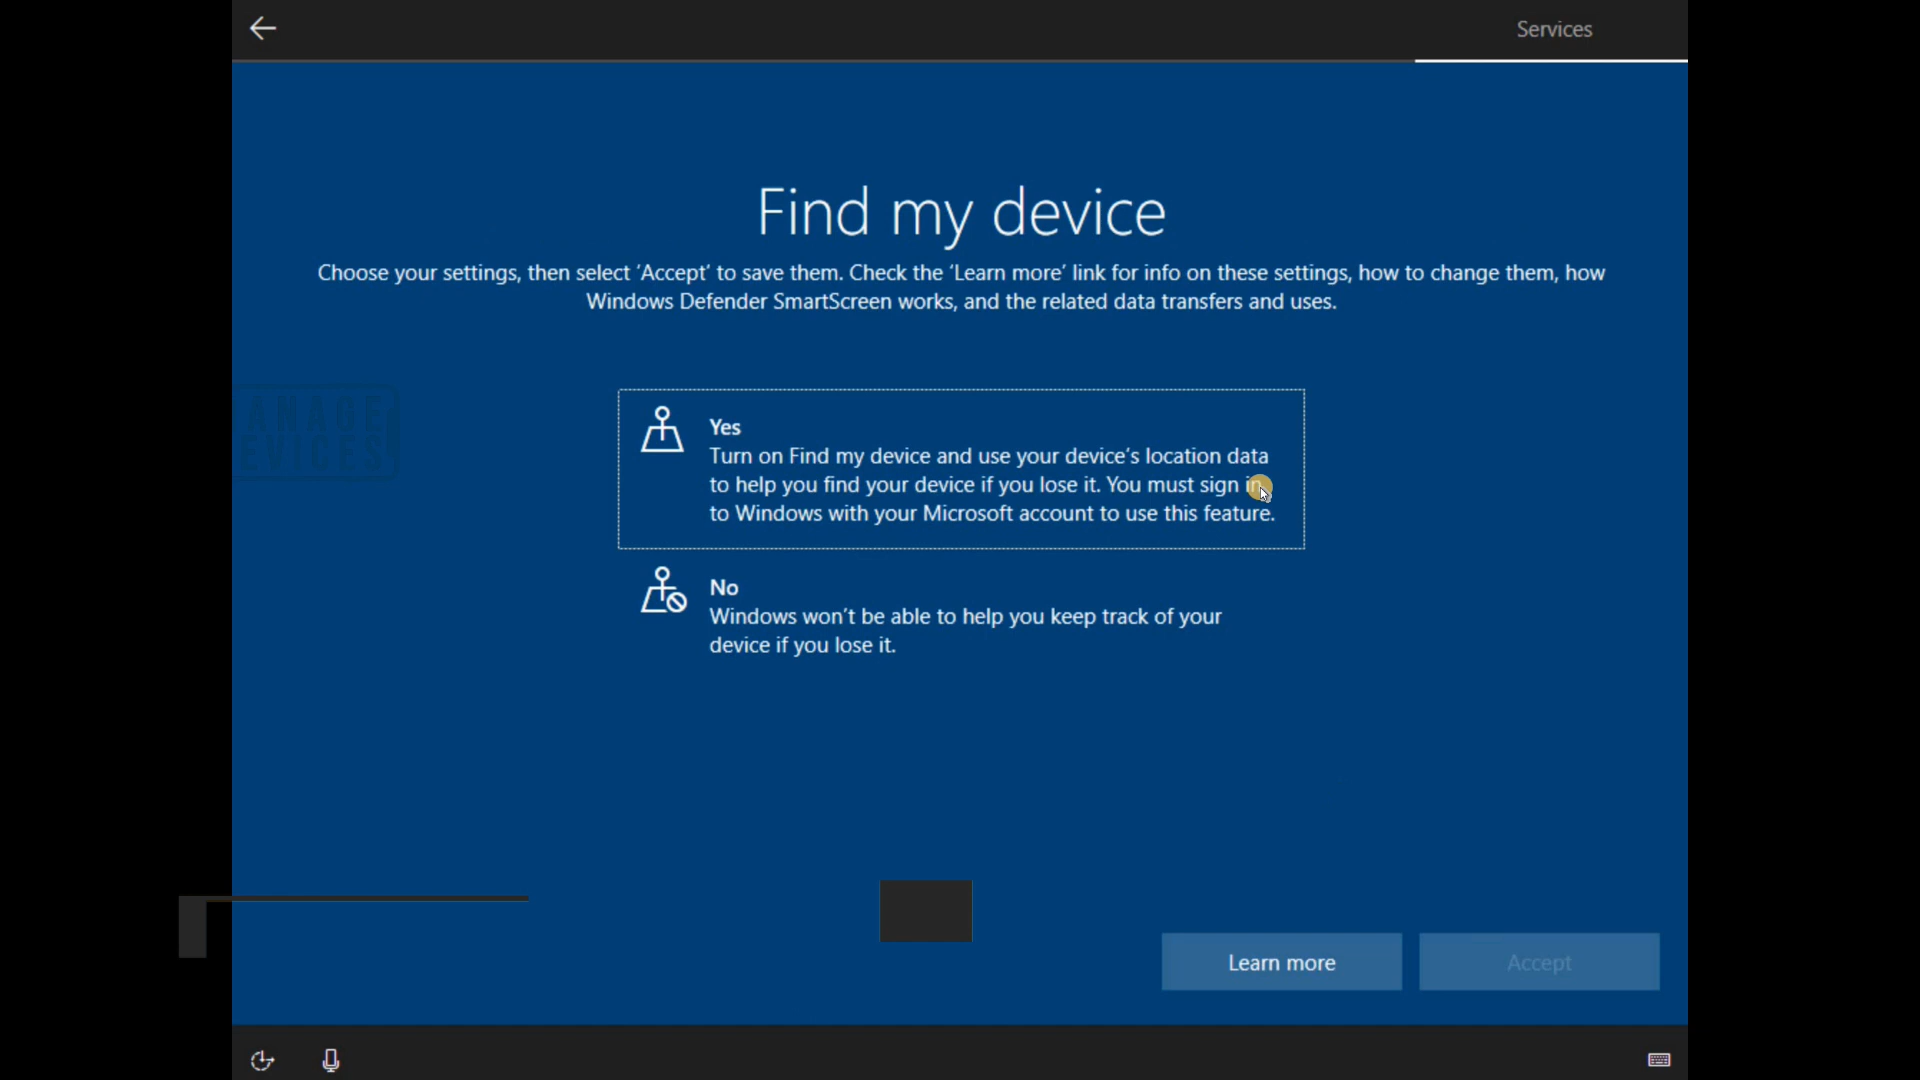 Services
Find my device
Choose your settings, then select 'Accept' to save them. Check the 'Learn more' link for info on these settings, how to change them, how
Windows Defender SmartScreen works, and the related data transfers and uses.
ANAGE
EVICES
Yes
Turn on Find my device and use your device's location data
to help you find your device if you lose it. You must sign in
to Windows with your Microsoft account to use this feature.
No
Windows won't be able to help you keep track of your
device if you lose it.
Learn more
Accept